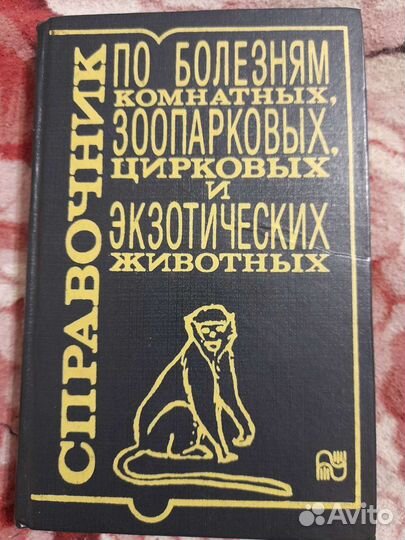 СПРАВОЧНИК
ПО БОЛЕЗНЯМ
КОМНАТНЫХ,
ЗООПАРКОВЫХ,
ЦИРКОВЫХ
И
ЭКЗОТИЧЕСКИХ
ЖИВОТНЫХ
Avito